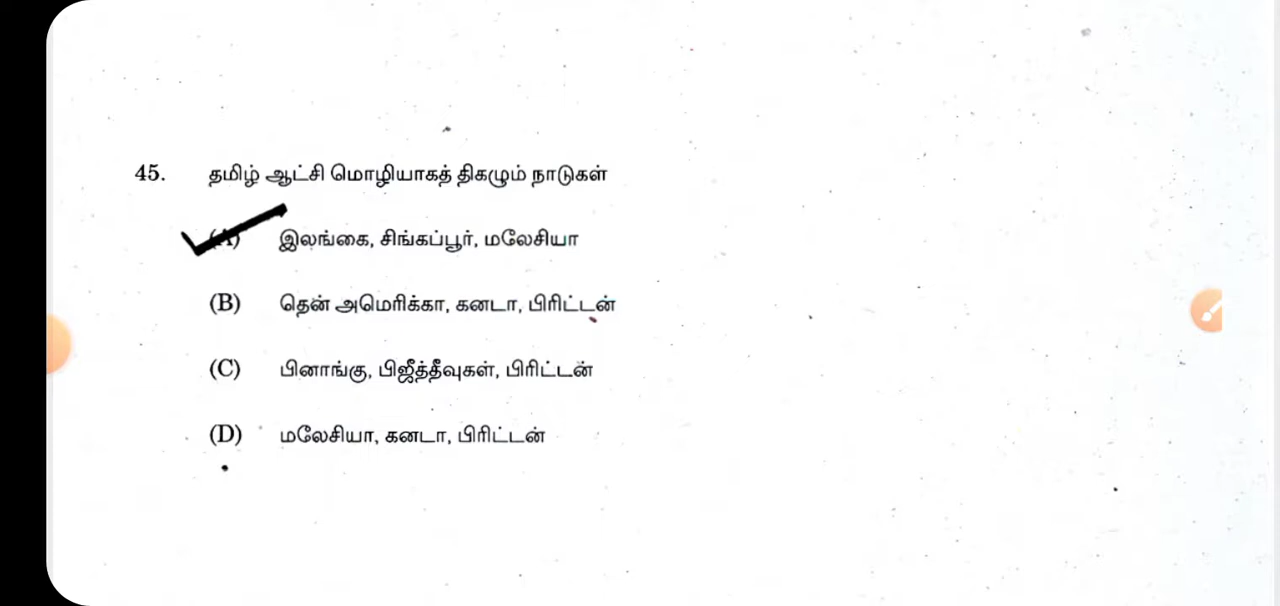 45. தமிழ் ஆட்சி மொழியாகத் திகழும் நாடுகள்
(A) இலங்கை, சிங்கப்பூர், மலேசியா
(B) தென் அமெரிக்கா, கனடா, பிரிட்டன்
(C) பினாங்கு, பிஜீத்தீவுகள், பிரிட்டன்
(D) மலேசியா, கனடா, பிரிட்டன்